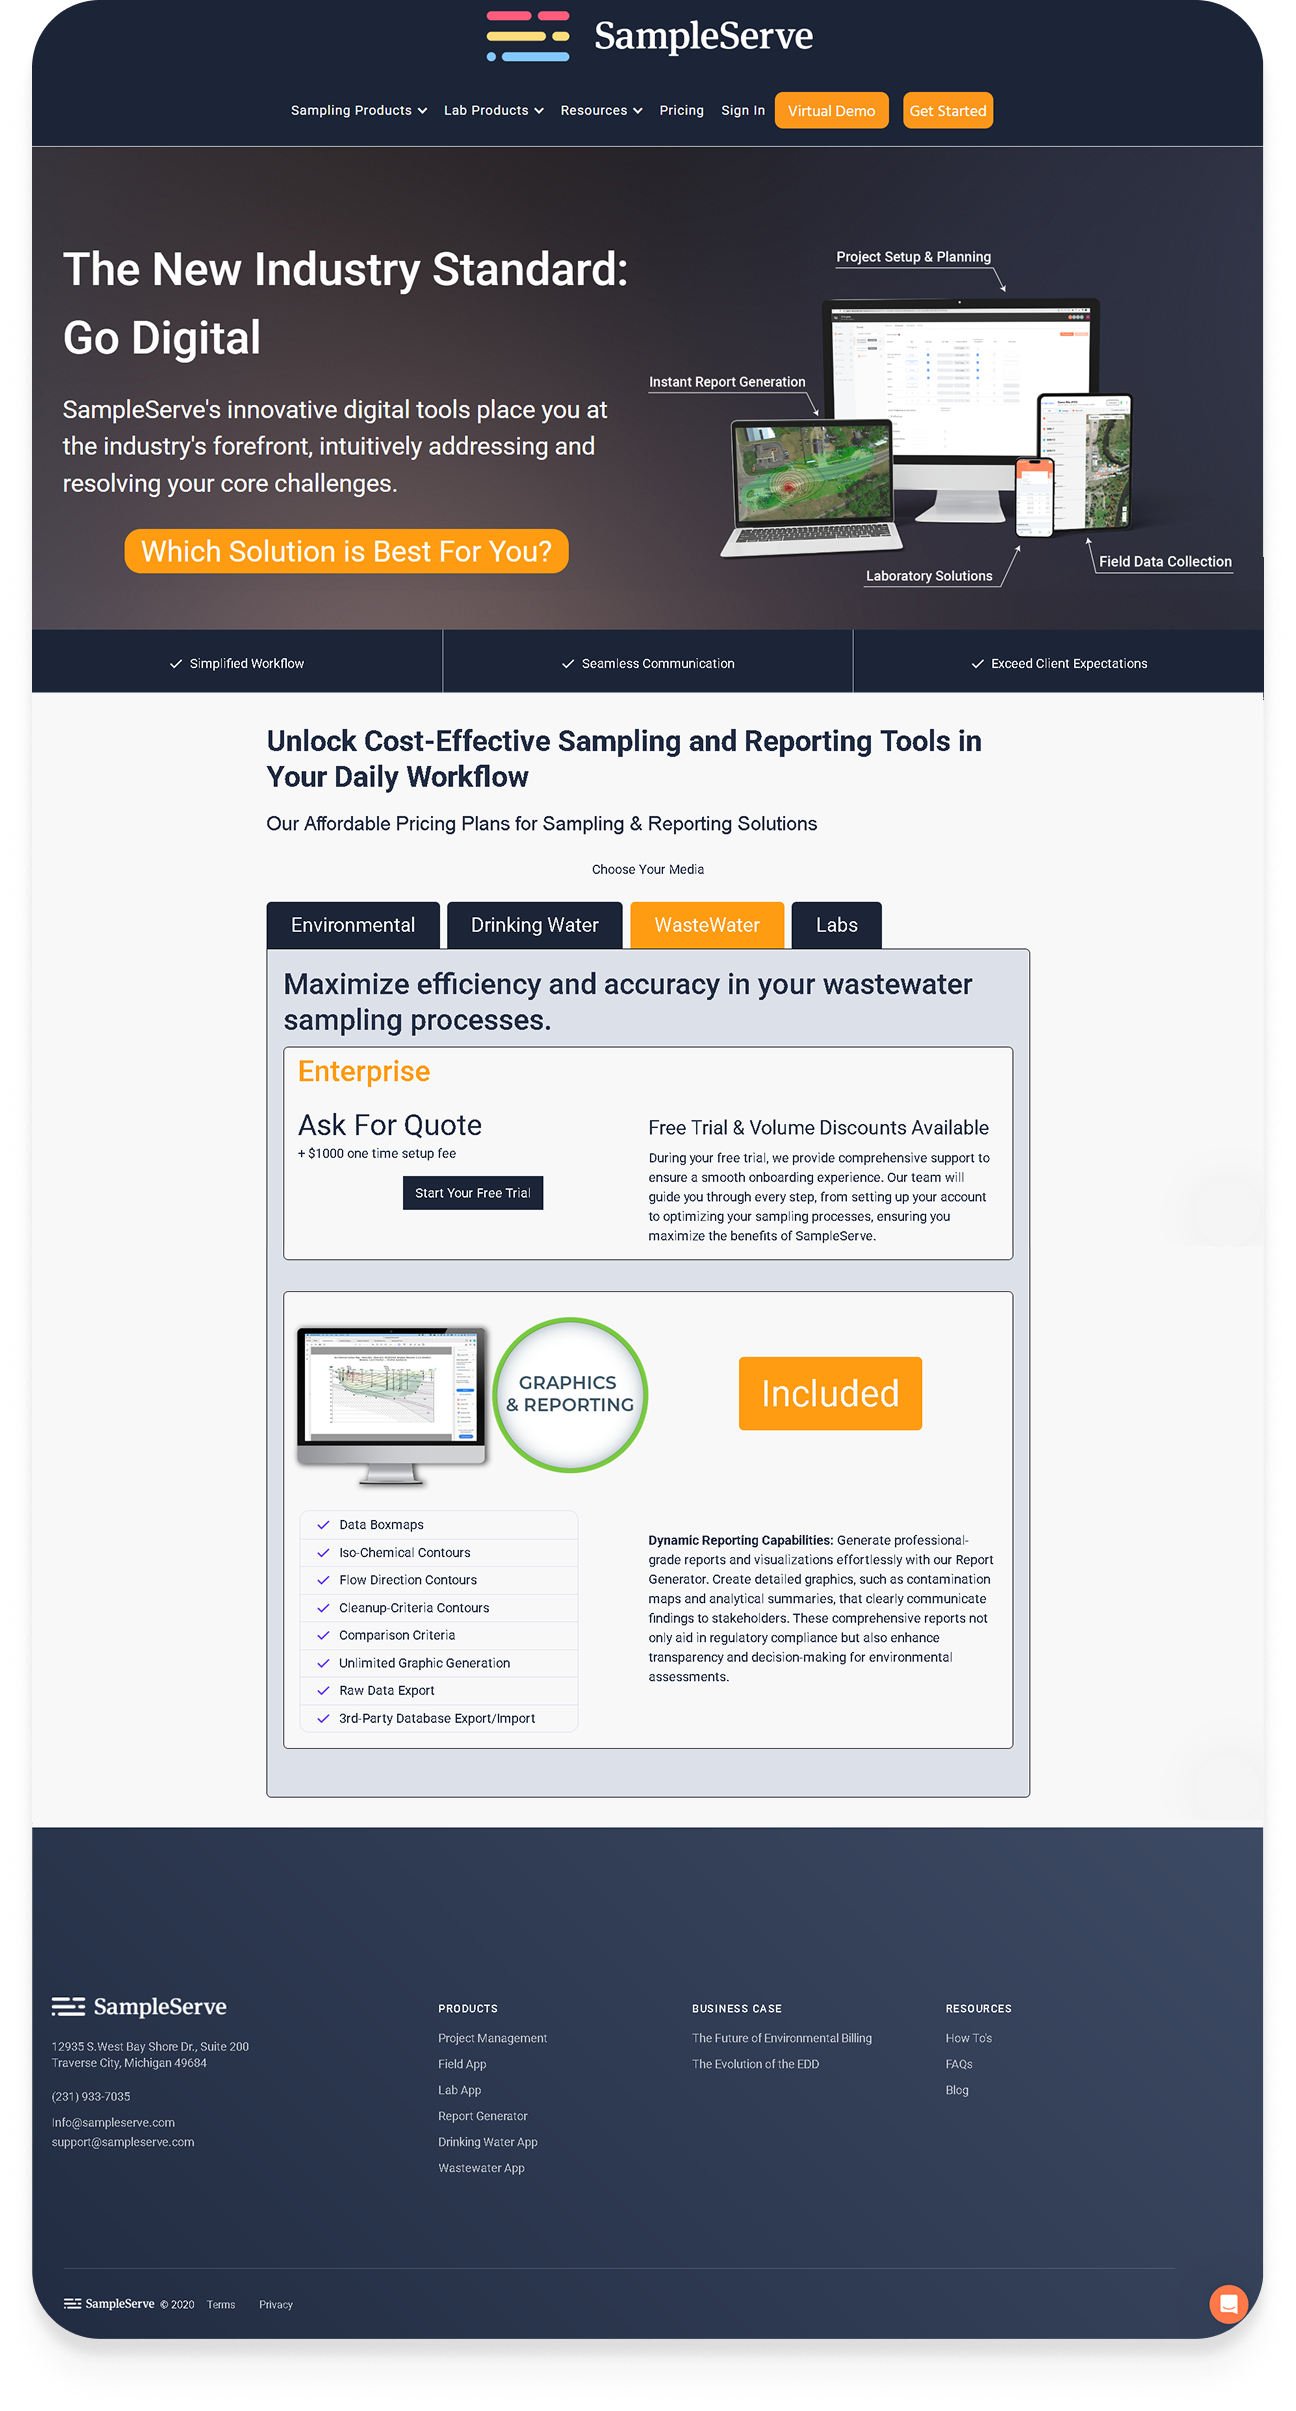 SampleServe
Sampling Products Lab Products Resources Pricing Sign In Virtual Demo Get Started
The New Industry Standard:
Go Digital
SampleServe's innovative digital tools place you at
the industry's forefront, intuitively addressing and
resolving your core challenges.
Which Solution is Best For You?
Project Setup & Planning
Instant Report Generation
Laboratory Solutions
Field Data Collection
Simplified Workflow
Seamless Communication
Exceed Client Expectations
Unlock Cost-Effective Sampling and Reporting Tools in
Your Daily Workflow
Our Affordable Pricing Plans for Sampling & Reporting Solutions
Choose Your Media
Environmental Drinking Water WasteWater Labs
Maximize efficiency and accuracy in your wastewater
sampling processes.
Enterprise
Ask For Quote
+ $1000 one time setup fee
Start Your Free Trial
Free Trial & Volume Discounts Available
During your free trial, we provide comprehensive support to
ensure a smooth onboarding experience. Our team will
guide you through every step, from setting up your account
to optimizing your sampling processes, ensuring you
maximize the benefits of SampleServe.
GRAPHICS
& REPORTING
Included
Data Boxmaps
Iso-Chemical Contours
Flow Direction Contours
Cleanup-Criteria Contours
Comparison Criteria
Unlimited Graphic Generation
Raw Data Export
3rd-Party Database Export/Import
Dynamic Reporting Capabilities: Generate professional-
grade reports and visualizations effortlessly with our Report
Generator. Create detailed graphics, such as contamination
maps and analytical summaries, that clearly communicate
findings to stakeholders. These comprehensive reports not
only aid in regulatory compliance but also enhance
transparency and decision-making for environmental
assessments.
SampleServe
12935 S.West Bay Shore Dr., Suite 200
Traverse City, Michigan 49684
(231) 933-7035
Info@sampleserve.com
support@sampleserve.com
PRODUCTS
Project Management
Field App
Lab App
Report Generator
Drinking Water App
Wastewater App
BUSINESS CASE
The Future of Environmental Billing
The Evolution of the EDD
RESOURCES
How To's
FAQs
Blog
SampleServe © 2020 Terms Privacy